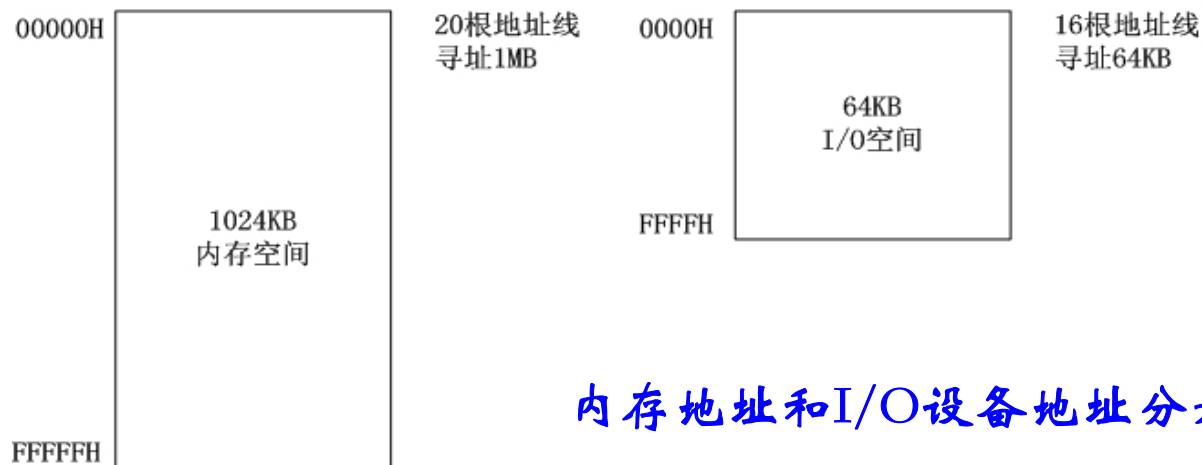 00000H
20根地址线
寻址1MB
1024KB
内存空间
FFFFFH
0000H
16根地址线
寻址64KB
64KB
I/O空间
FFFFH
内存地址和I/O设备地址分